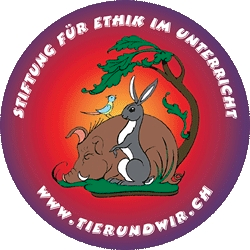 STIFTUNG FÜR ETHIK IM UNTERRICHT
WWW.TIERUNDWIR.CH